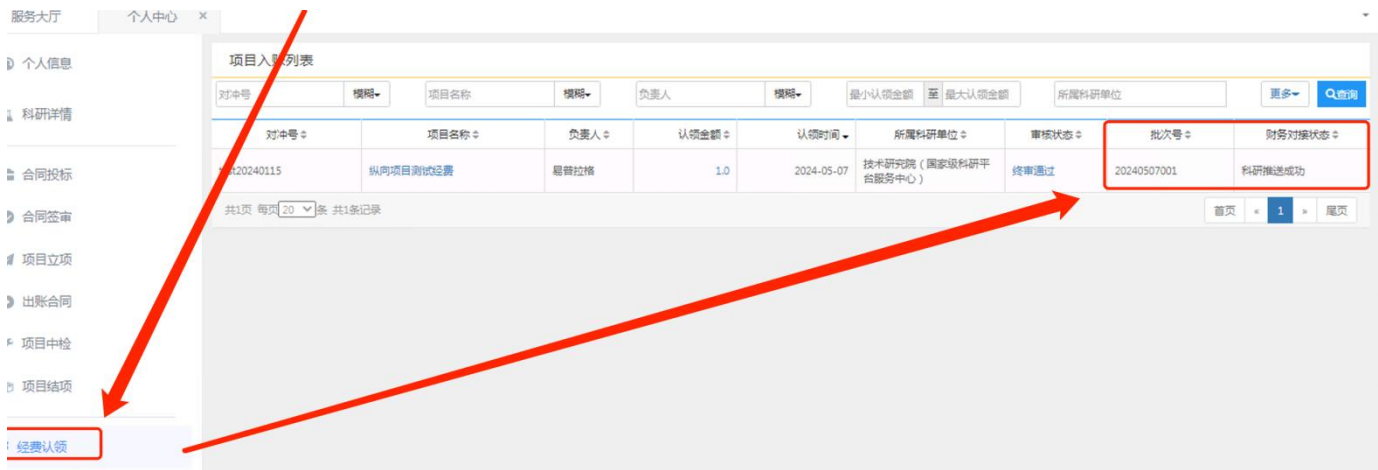 服务大厅 个人中心 ×
个人信息
科研详情
合同投标
合同签审
项目立项
出账合同
项目中检
项目结项
经费认领
项目入账列表
对冲号 模糊 项目名称 模糊 负责人 模糊 最小认领金额 至 最大认领金额 所属科研单位 更多 查询
对冲号 项目名称 负责人 认领金额 认领时间 所属科研单位 审核状态 批次号 财务对接状态
20240115 纵向项目测试经费 易普拉格 1.0 2024-05-07 技术研究院（国家级科研平 终审通过 20240507001 科研推送成功
台服务中心）
共1页 每页 20 条 共1条记录 首页 « 1 » 尾页